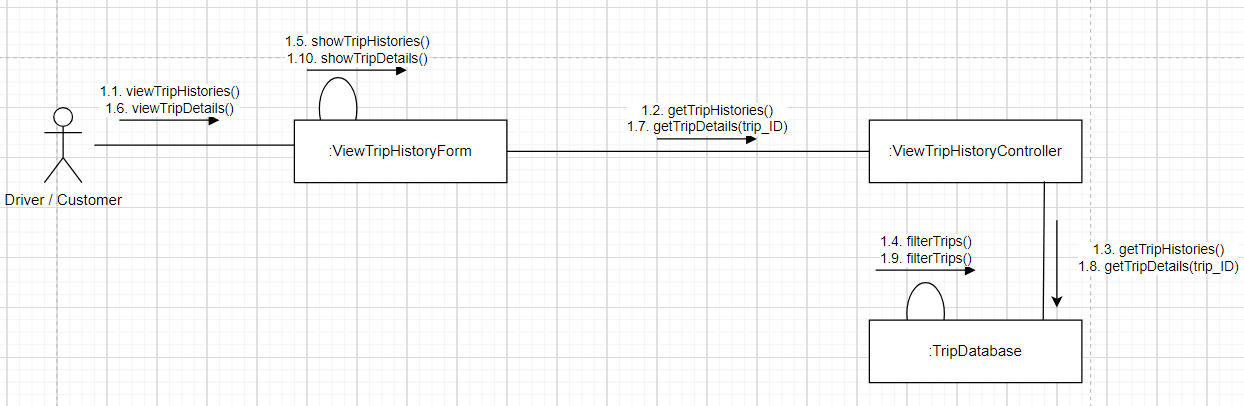 1.5. showTripHistories()
1.10. showTripDetails()
1.1. viewTripHistories()
1.6. viewTripDetails()
1.2. getTripHistories()
1.7. getTripDetails(trip_ID)
:ViewTripHistoryForm
:ViewTripHistoryController
Driver / Customer
1.4. filterTrips()
1.9. filterTrips()
1.3. getTripHistories()
1.8. getTripDetails(trip_ID)
:TripDatabase